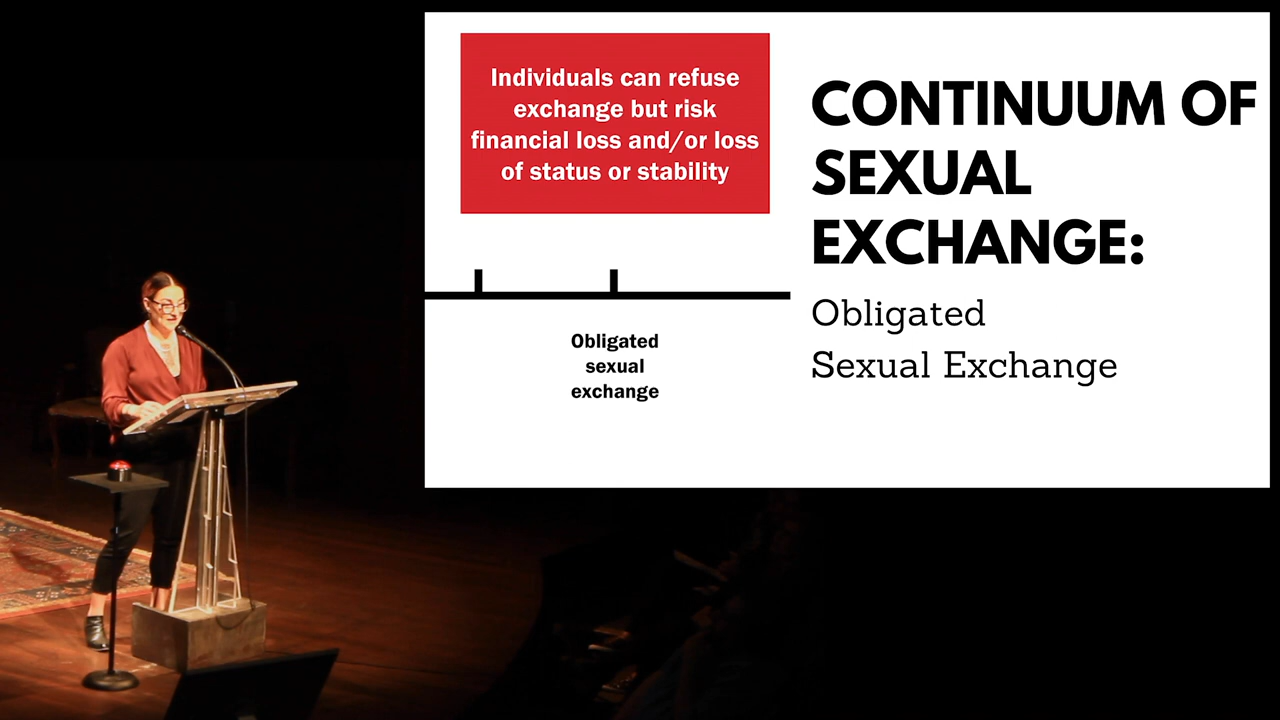 Individuals can refuse
exchange but risk
financial loss and/or loss
of status or stability
Obligated
sexual
exchange
CONTINUUM OF
SEXUAL
EXCHANGE:
Obligated
Sexual Exchange